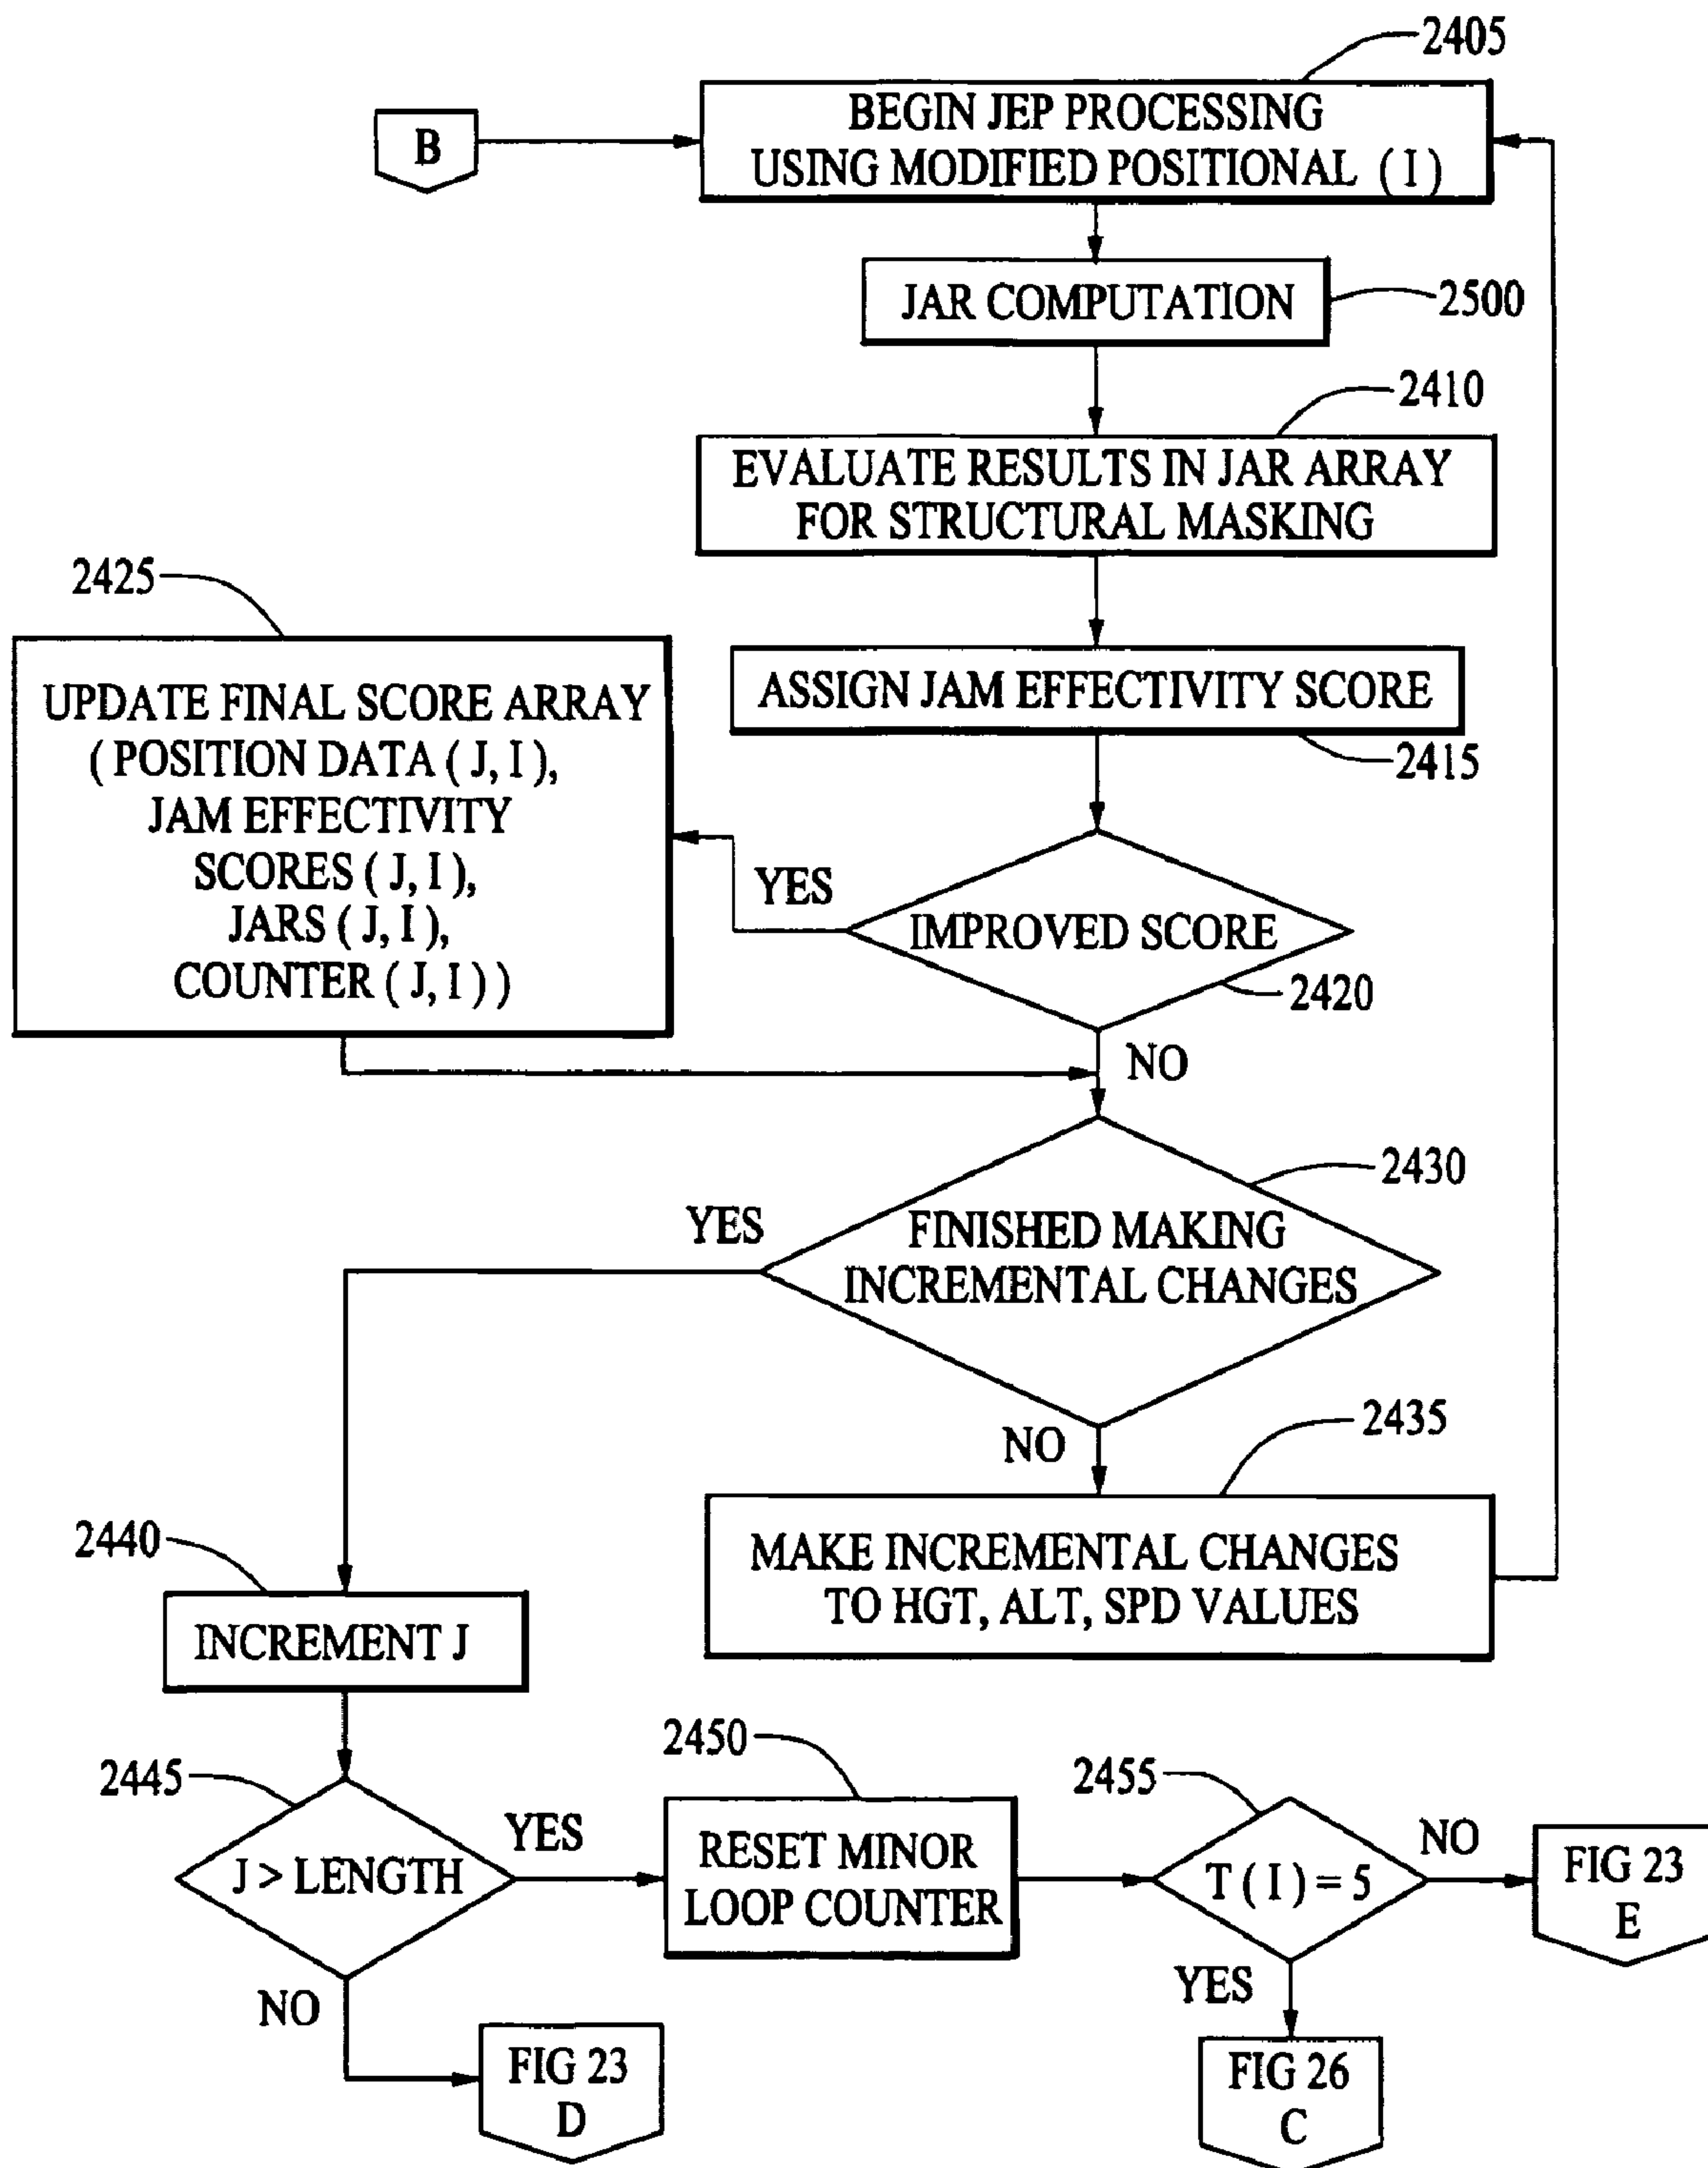 2405
B
BEGIN JEP PROCESSING
USING MODIFIED POSITIONAL ( I )
JAR COMPUTATION
2500
2410
EVALUATE RESULTS IN JAR ARRAY
FOR STRUCTURAL MASKING
2425
UPDATE FINAL SCORE ARRAY
( POSITION DATA ( J, I ),
JAM EFFECTIVITY
SCORES ( J, I ),
JARS ( J, I ),
COUNTER ( J, I ) )
ASSIGN JAM EFFECTIVITY SCORE
2415
YES
IMPROVED SCORE
2420
NO
2430
YES
FINISHED MAKING
INCREMENTAL CHANGES
NO
2435
MAKE INCREMENTAL CHANGES
TO HGT, ALT, SPD VALUES
2440
INCREMENT J
2445
J > LENGTH
YES
2450
RESET MINOR
LOOP COUNTER
2455
T ( I ) = 5
NO
FIG 23
E
NO
FIG 23
D
YES
FIG 26
C